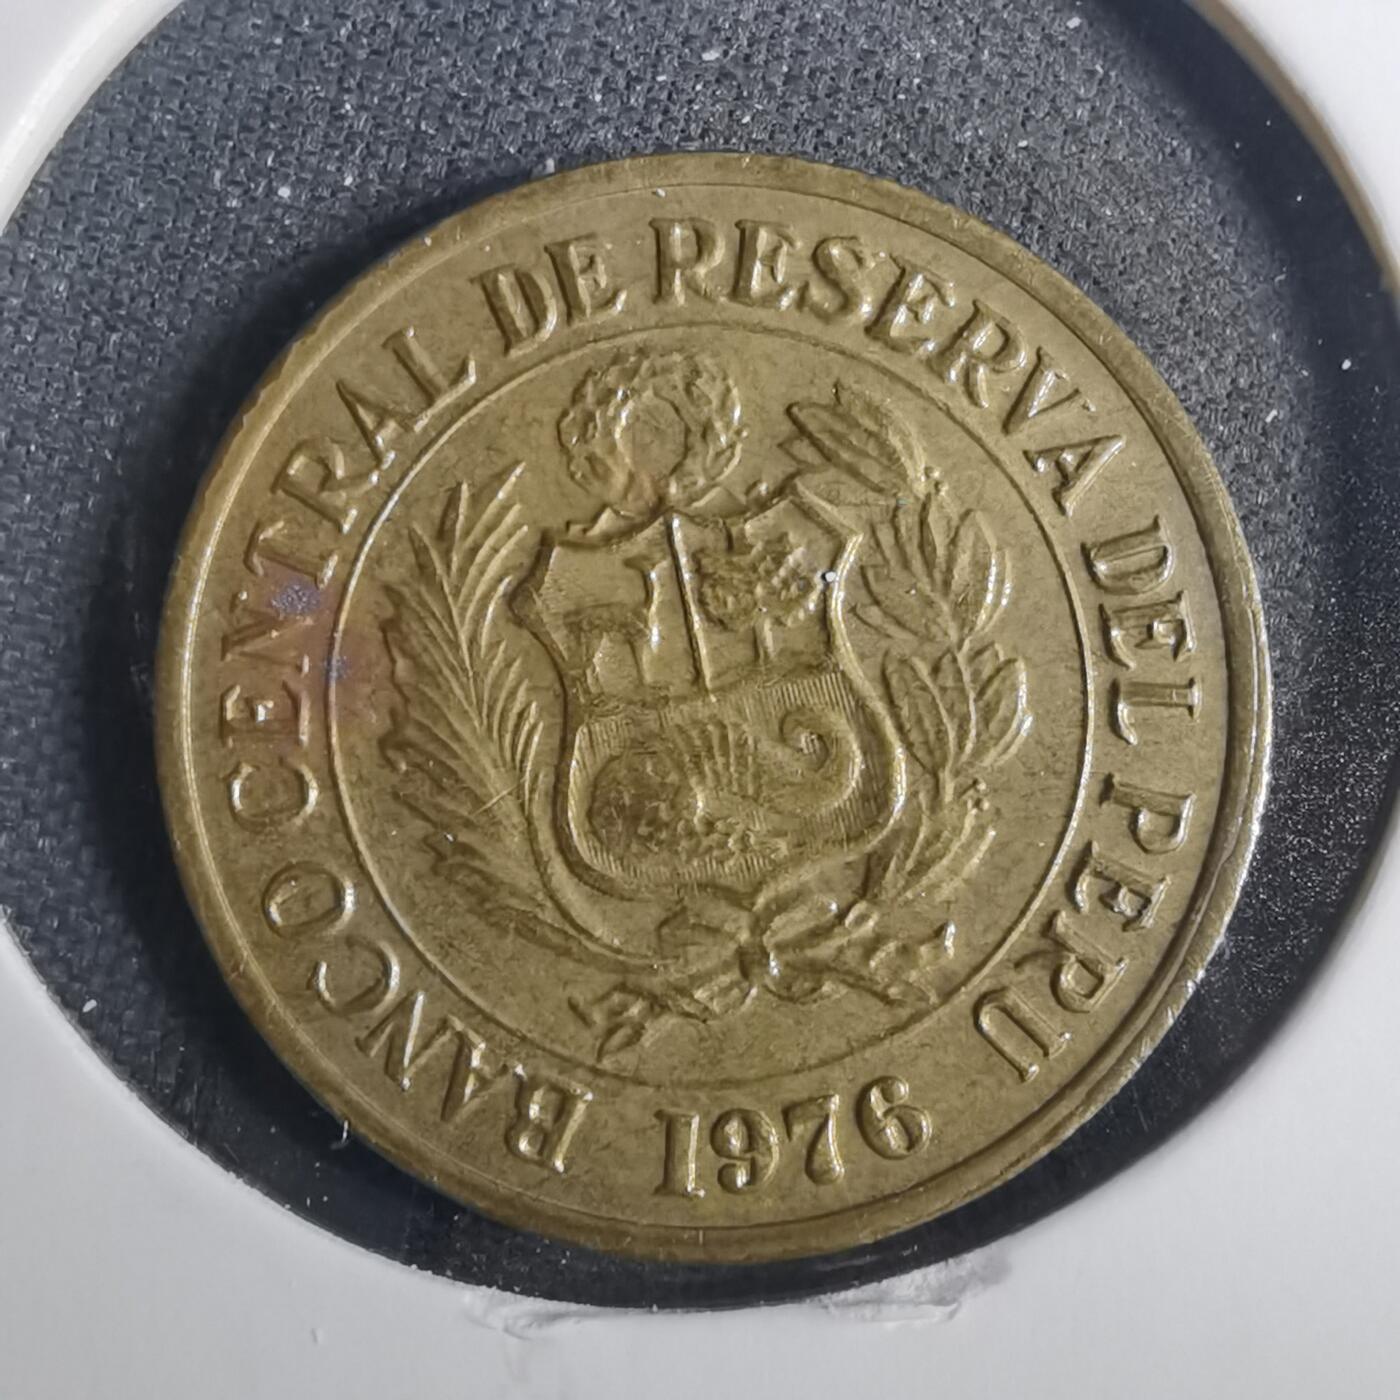 BANCO CENTRAL DE RESERVA DEL PERU
1976